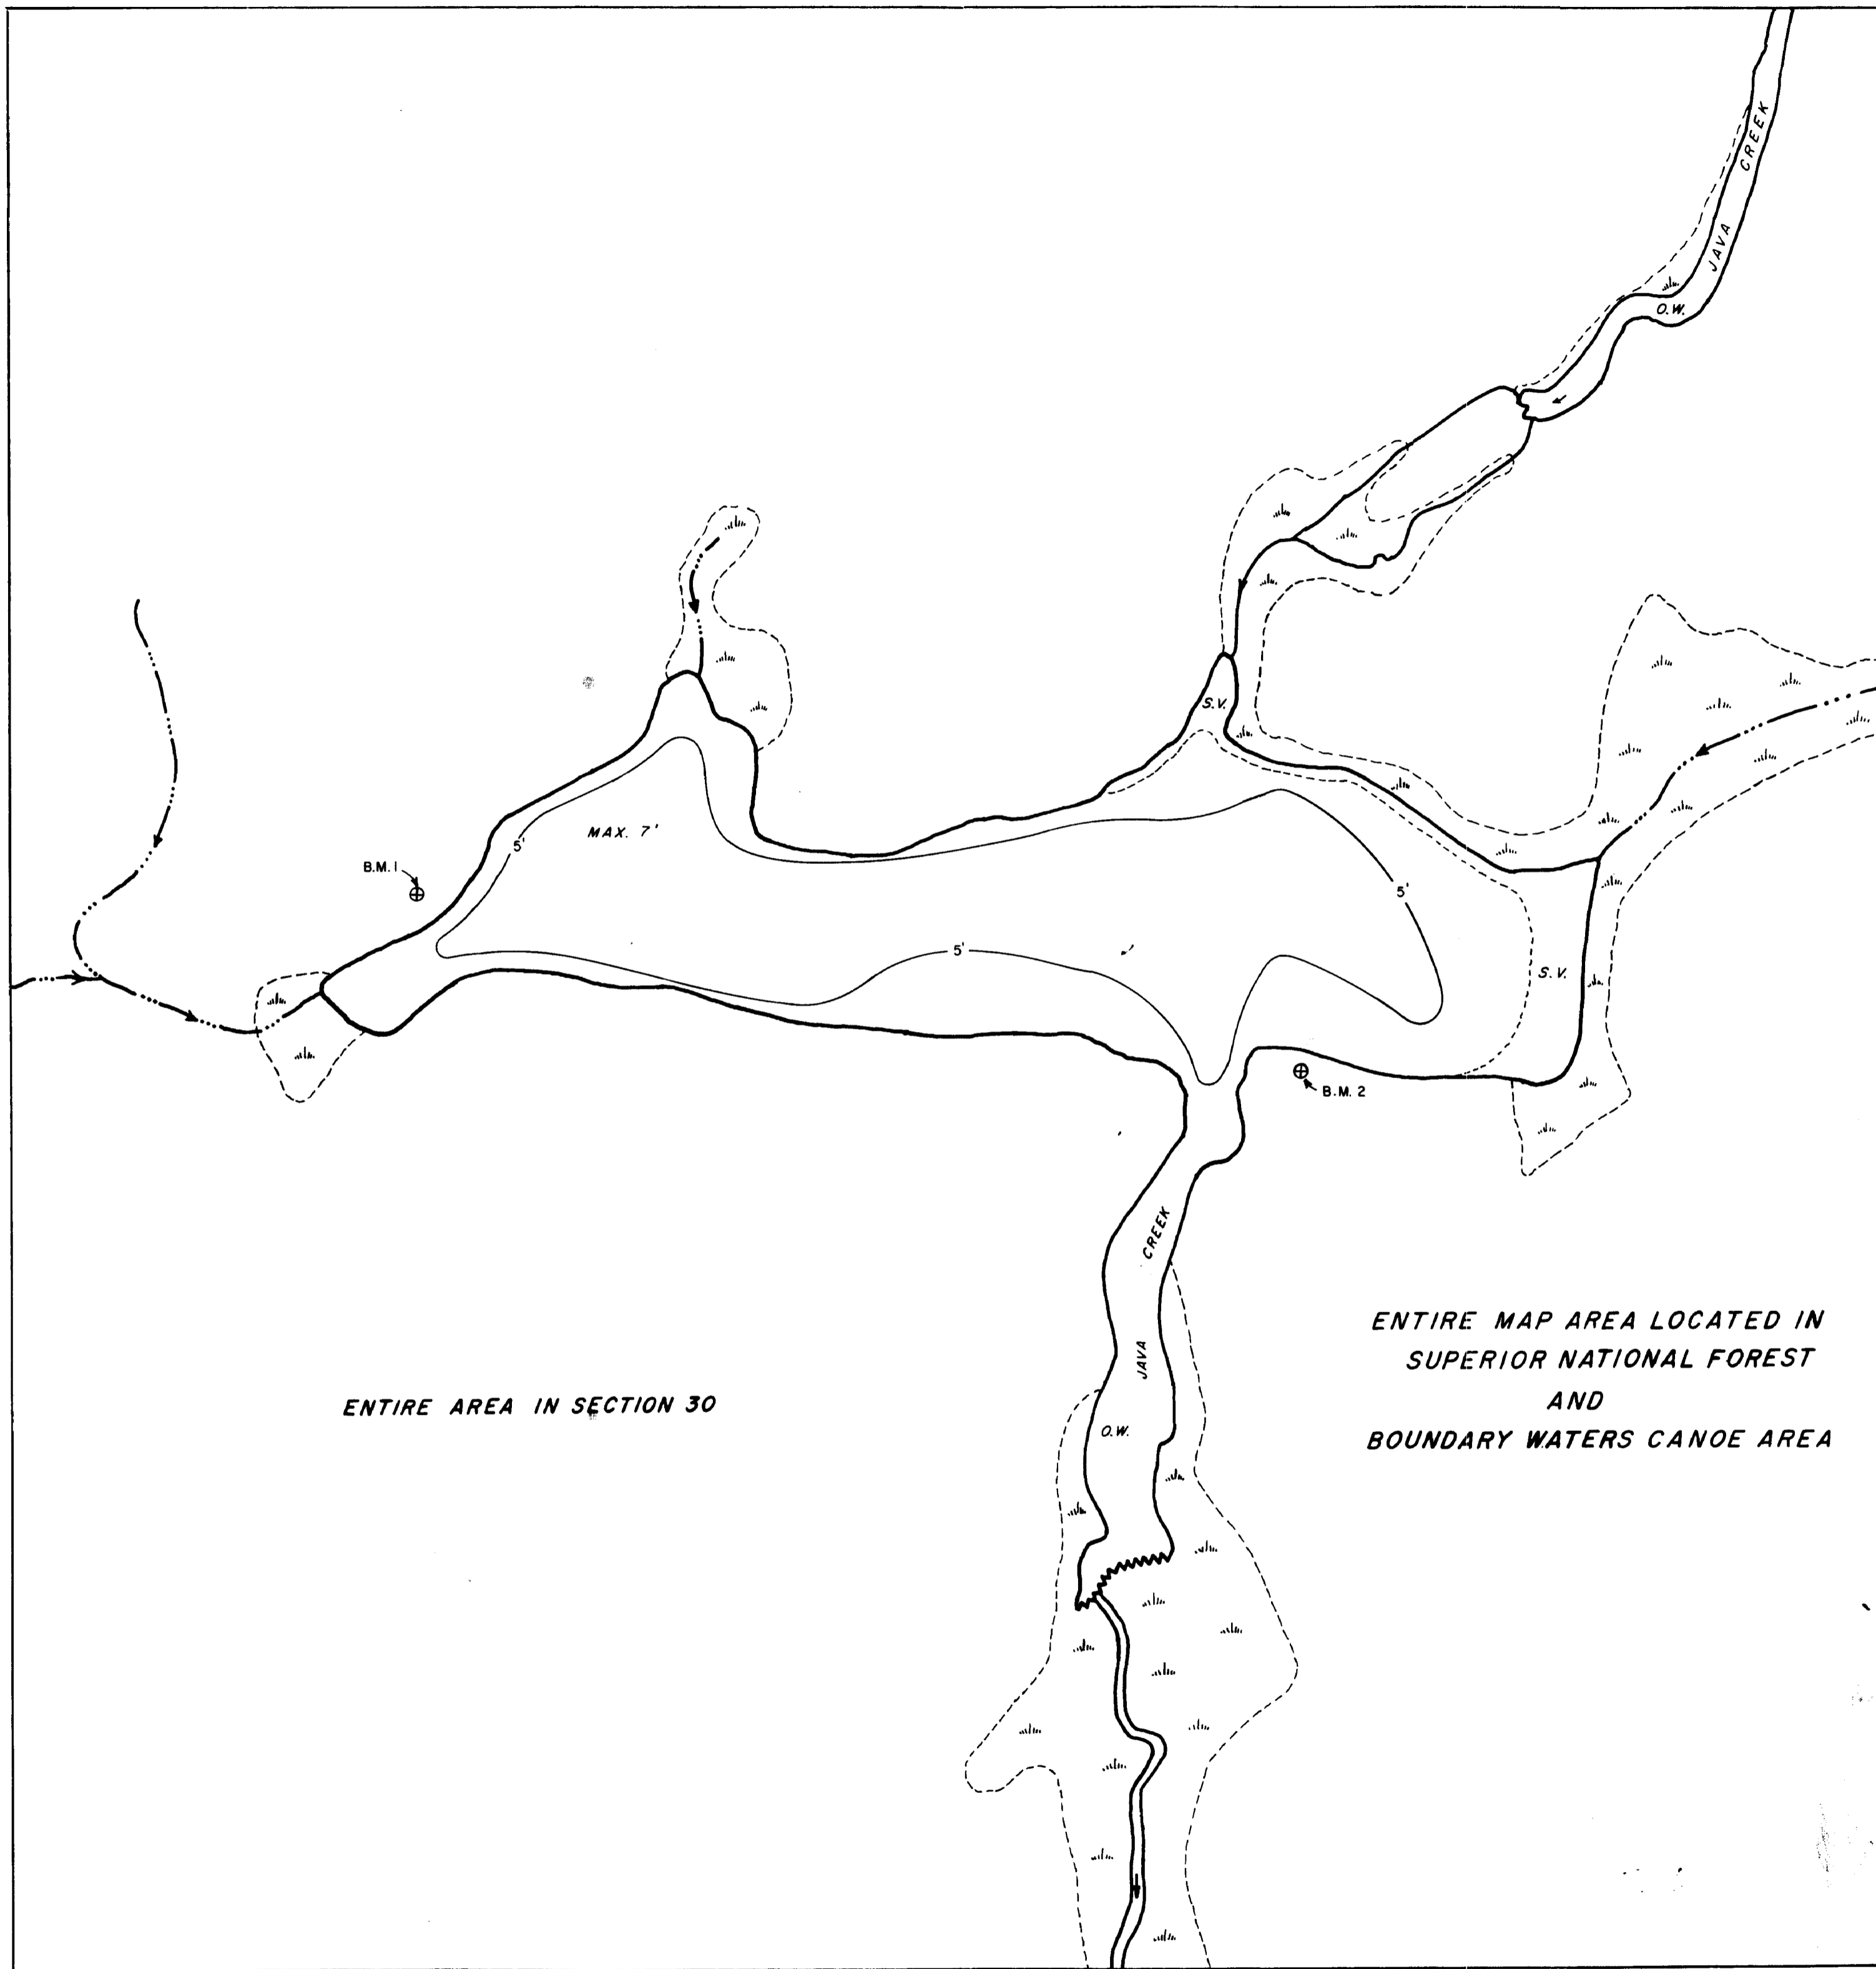 JAVA CREEK
O.W.
S.V.
MAX. 7'
5'
B.M. 1
5'
5'
S.V.
B.M. 2
JAVA CREEK
ENTIRE MAP AREA LOCATED IN
SUPERIOR NATIONAL FOREST
AND
BOUNDARY WATERS CANOE AREA
ENTIRE AREA IN SECTION 30
O.W.